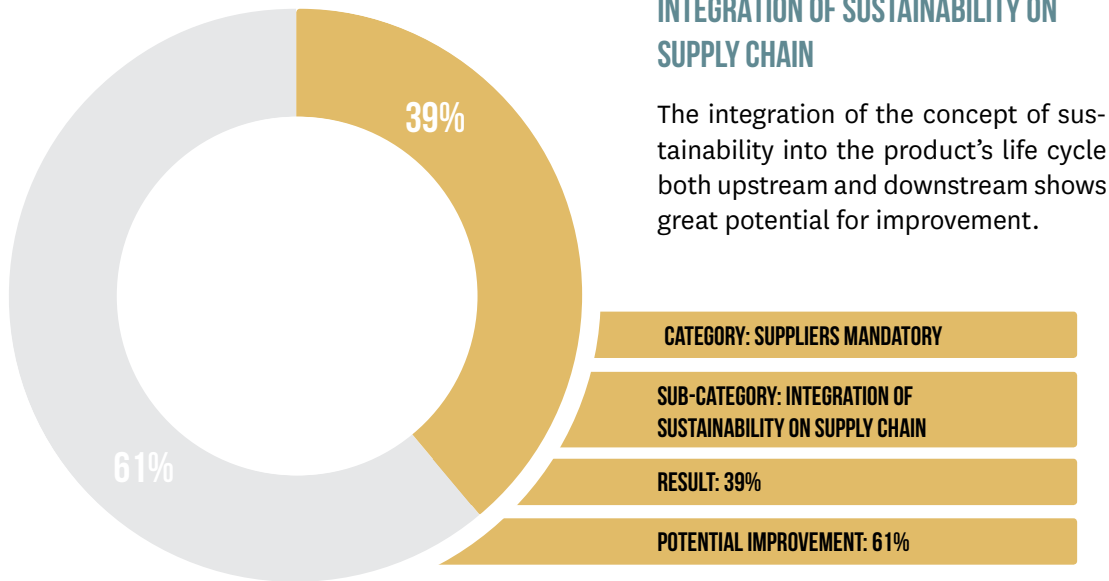 INTEGRATION OF SUSTAINABILITY ON
SUPPLY CHAIN
The integration of the concept of sus-
tainability into the product’s life cycle
both upstream and downstream shows
great potential for improvement.
39%
61%
CATEGORY: SUPPLIERS MANDATORY
SUB-CATEGORY: INTEGRATION OF
SUSTAINABILITY ON SUPPLY CHAIN
RESULT: 39%
POTENTIAL IMPROVEMENT: 61%